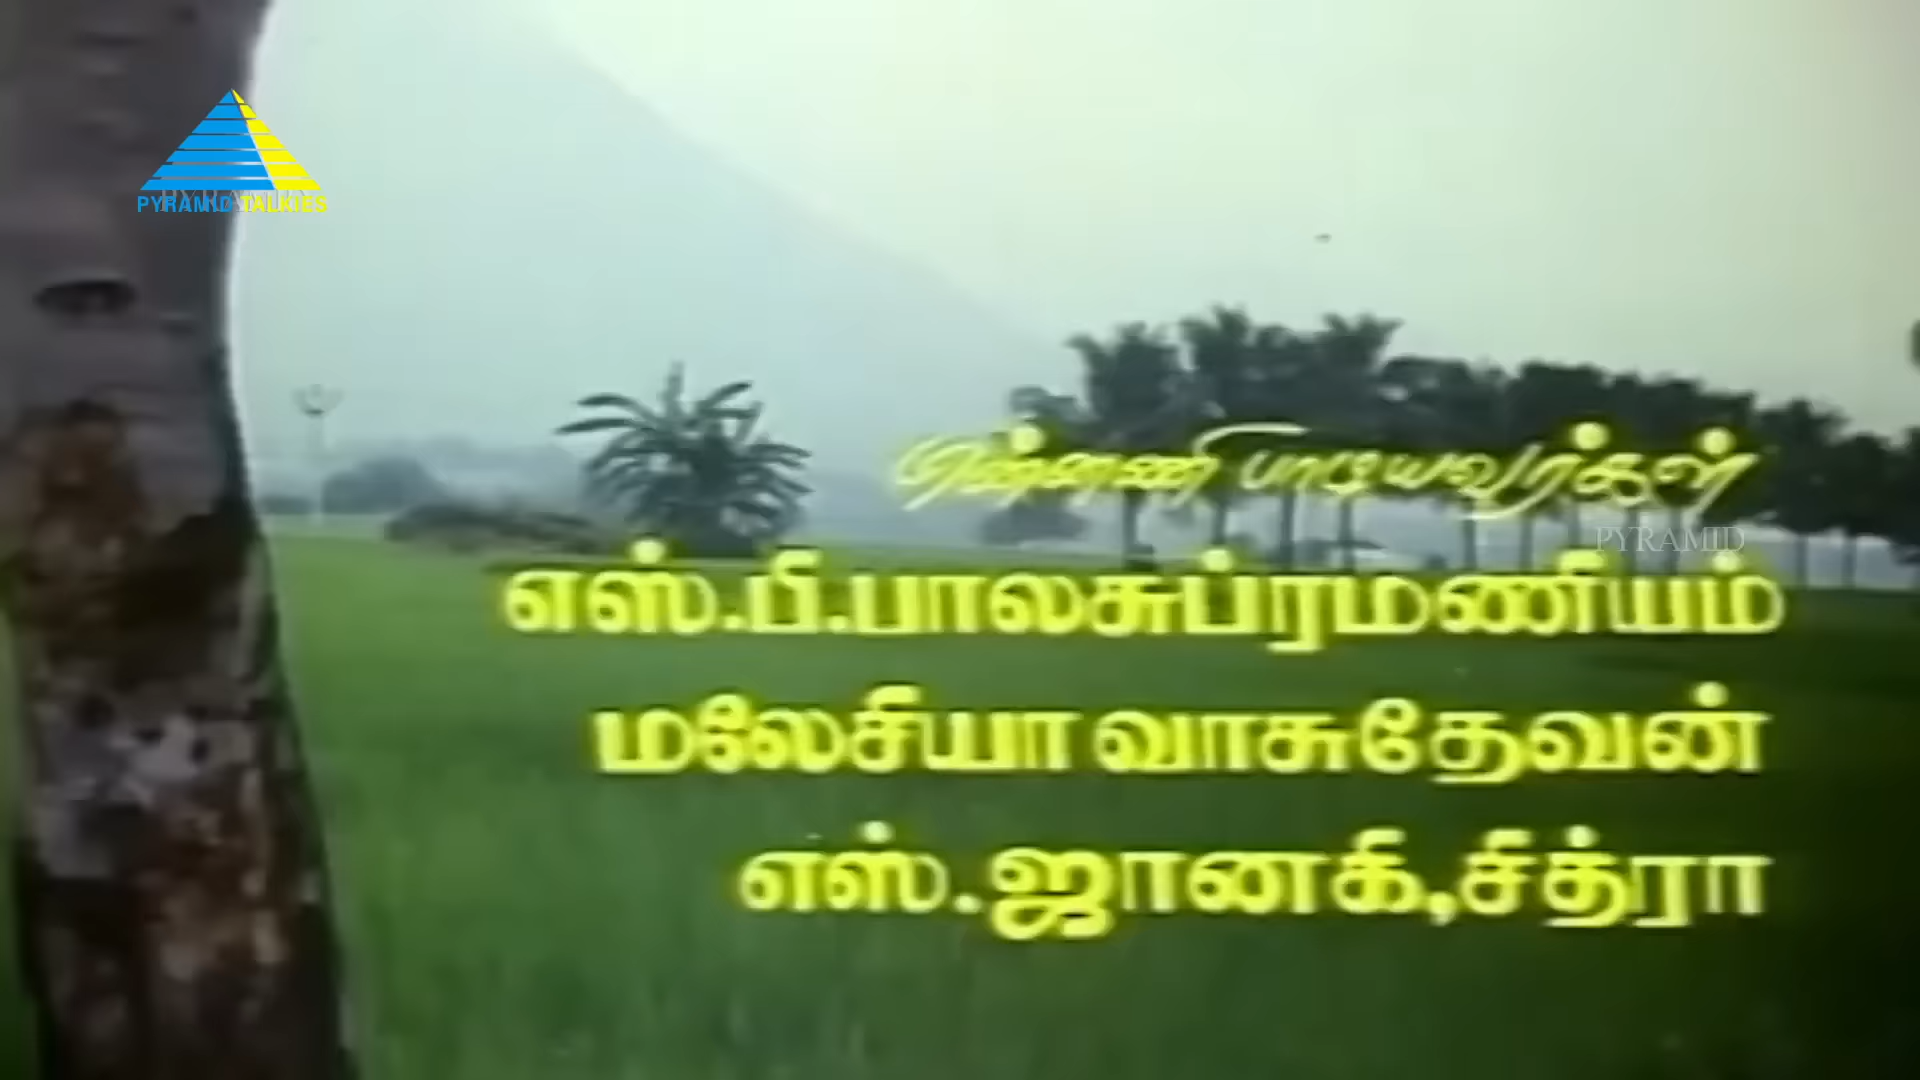 PYRAMID TALKIES
பின்னணி பாடியவர்கள்
PYRAMID
எஸ்.பி.பாலசுப்ரமணியம்
மலேசியா வாசுதேவன்
எஸ்.ஜானகி,சித்ரா